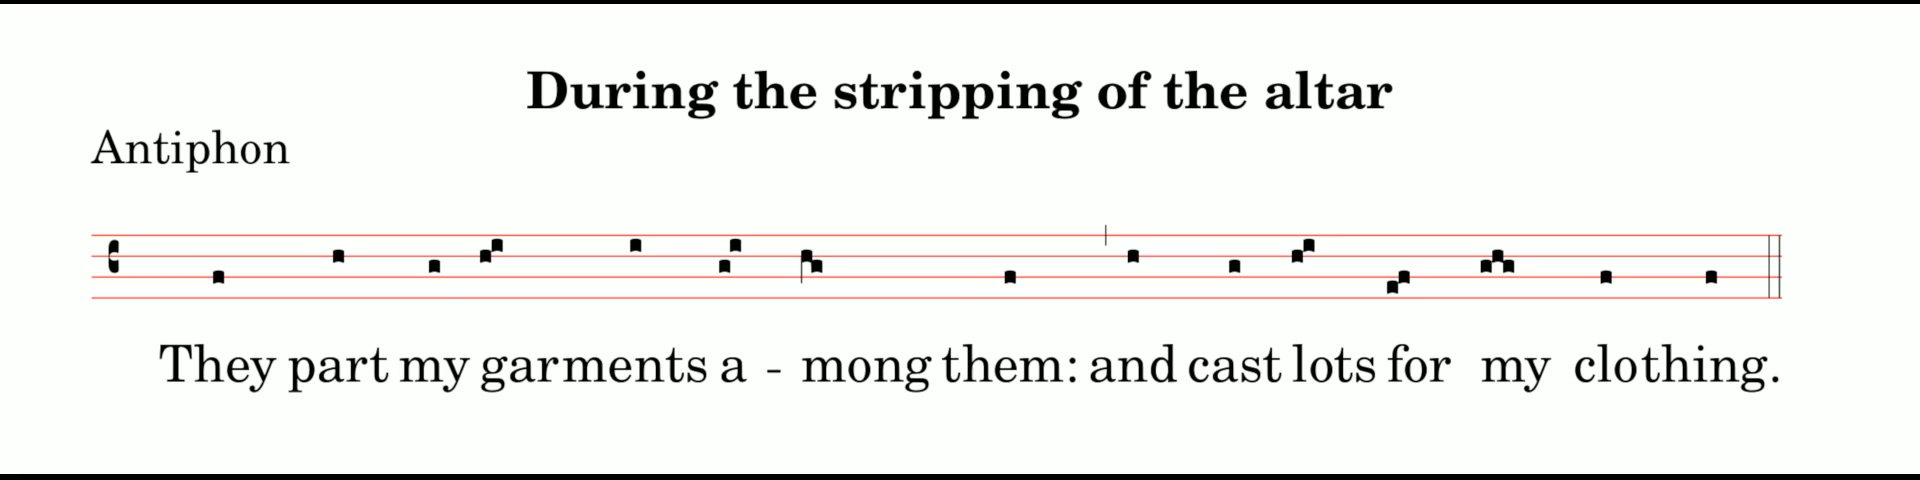 During the stripping of the altar
Antiphon
They part my garments a - mong them: and cast lots for my clothing.